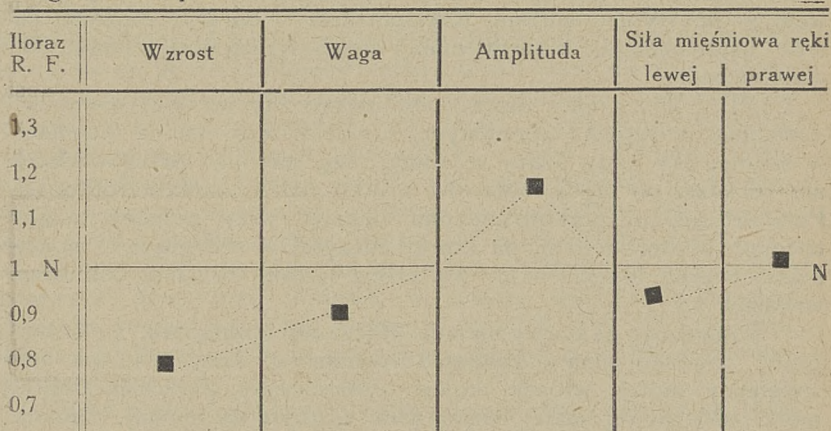 Iloraz
R. F.
Wzrost
Waga
Amplituda
Siła mięśniowa ręki
lewej
prawej
1,3
1,2
1,1
1 N
N
0,9
0,8
0,7